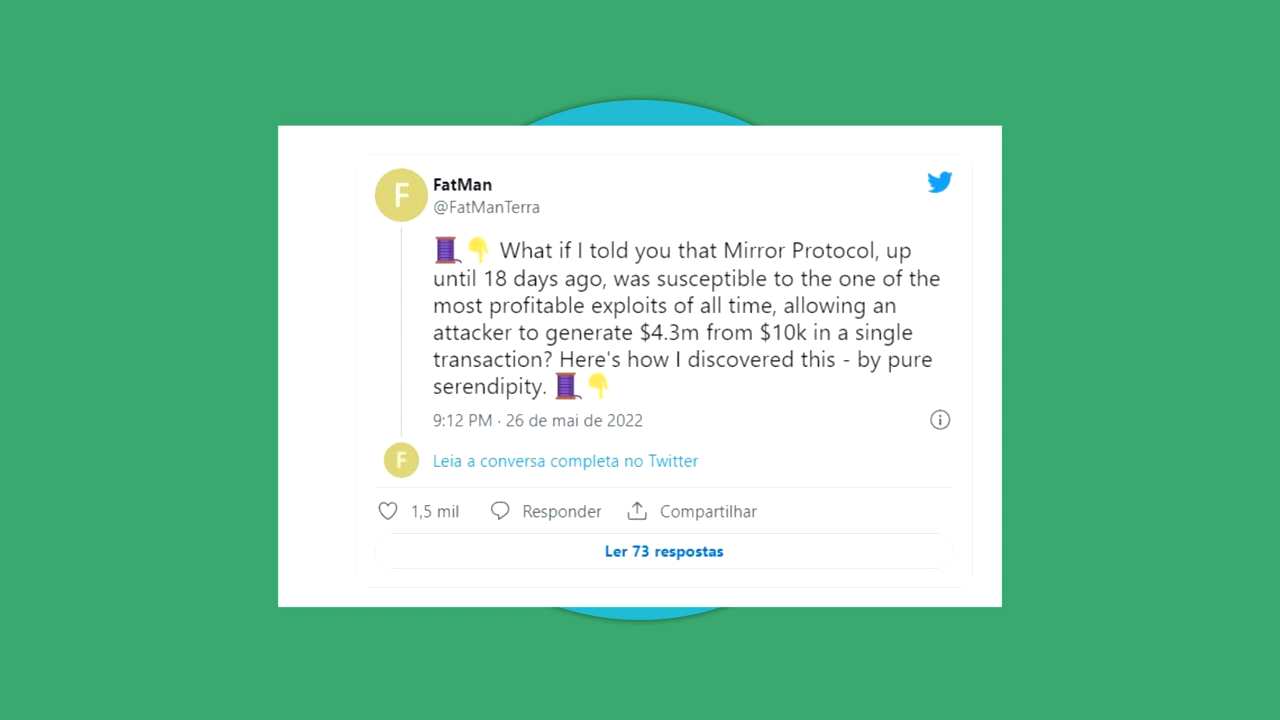 F
FatMan
@FatManTerra
🧵👇 What if I told you that Mirror Protocol, up
until 18 days ago, was susceptible to the one of the
most profitable exploits of all time, allowing an
attacker to generate $4.3m from $10k in a single
transaction? Here's how I discovered this - by pure
serendipity. 🧵👇
9:12 PM · 26 de mai de 2022
F
Leia a conversa completa no Twitter
1,5 mil Responder Compartilhar
Ler 73 respostas